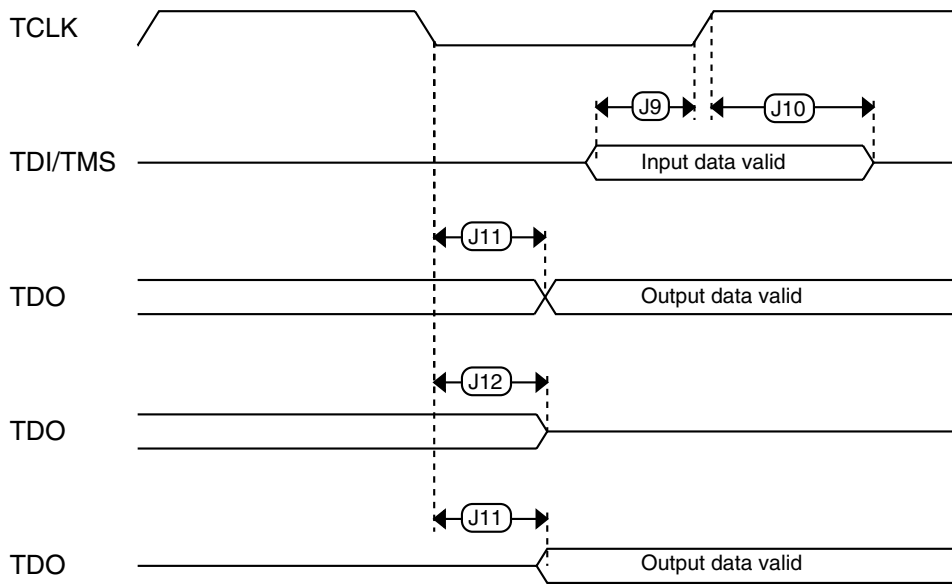 TCLK
J9
J10
TDI/TMS
Input data valid
J11
TDO
Output data valid
J12
TDO
J11
TDO
Output data valid